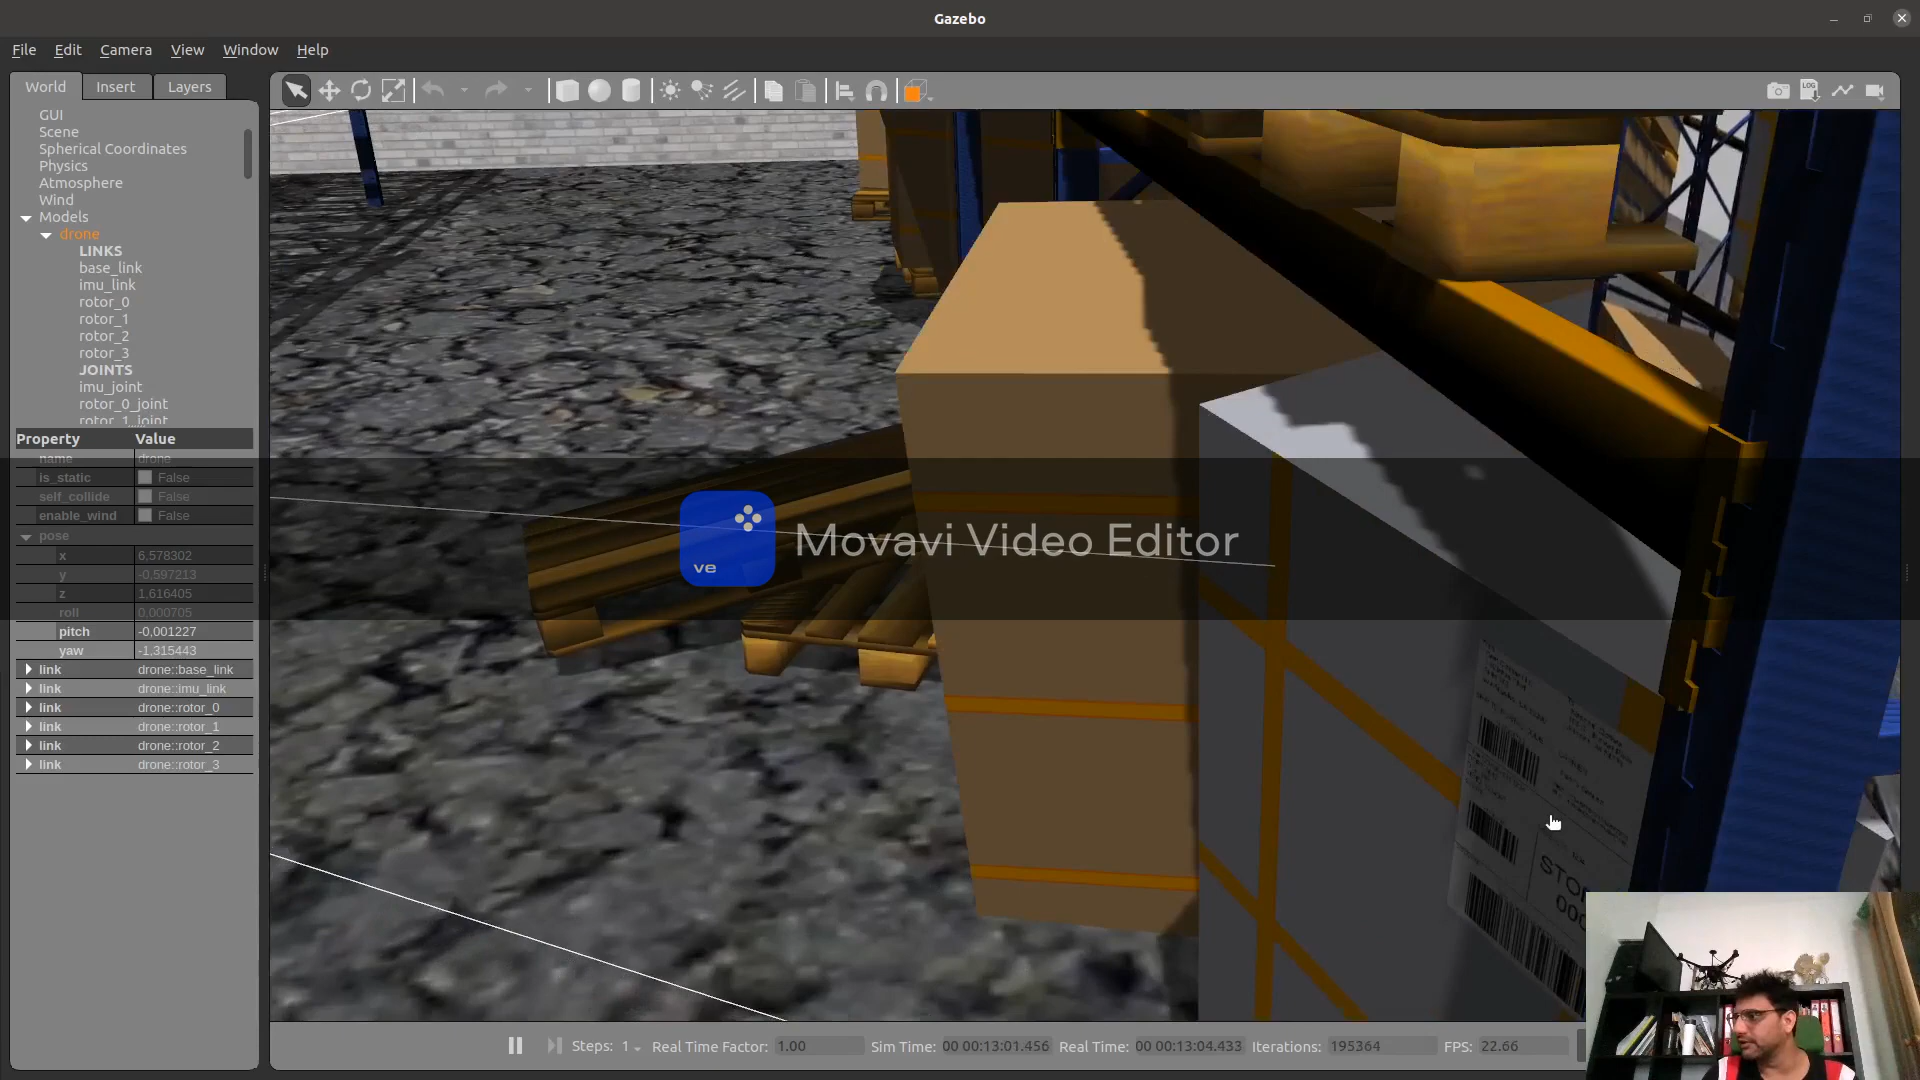 Gazebo
File Edit Camera View Window Help
World Insert Layers
GUI
Scene
Spherical Coordinates
Physics
Atmosphere
Wind
Models
drone
LINKS
base_link
imu_link
rotor_0
rotor_1
rotor_2
rotor_3
JOINTS
imu_joint
rotor_0_joint
rotor_1_joint
Property Value
name drone
is_static False
self_collide False
enable_wind False
pose
x 6,578302
y -0,597213
z 1,616405
roll 0,000705
pitch -0,001227
yaw -1,315443
link drone::base_link
link drone::imu_link
link drone::rotor_0
link drone::rotor_1
link drone::rotor_2
link drone::rotor_3
LOG
ve
Movavi Video Editor
Steps: 1 Real Time Factor: 1.00 Sim Time: 00 00:13:01.456 Real Time: 00 00:13:04.433 Iterations: 195364 FPS: 22.66